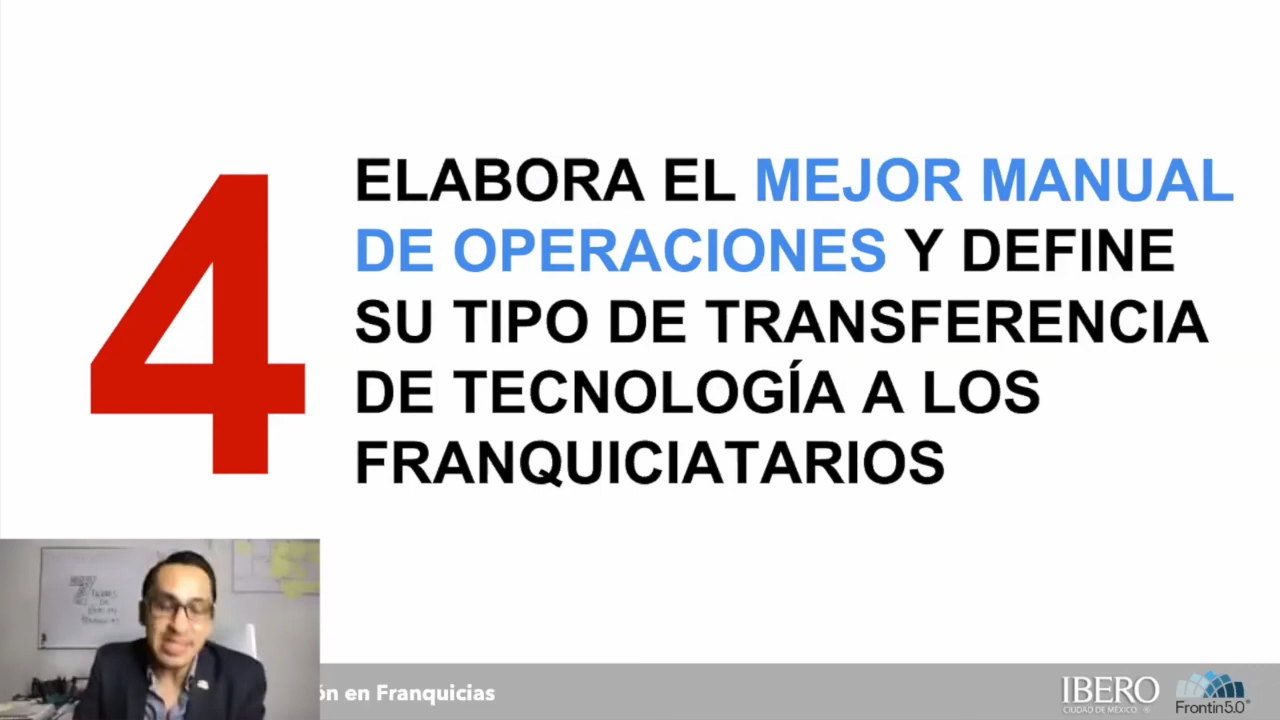 4
ELABORA EL MEJOR MANUAL
DE OPERACIONES Y DEFINE
SU TIPO DE TRANSFERENCIA
DE TECNOLOGÍA A LOS
FRANQUICIATARIOS
7
ón en Franquicias
IBERO
CIUDAD DE MÉXICO
Frontin5.0